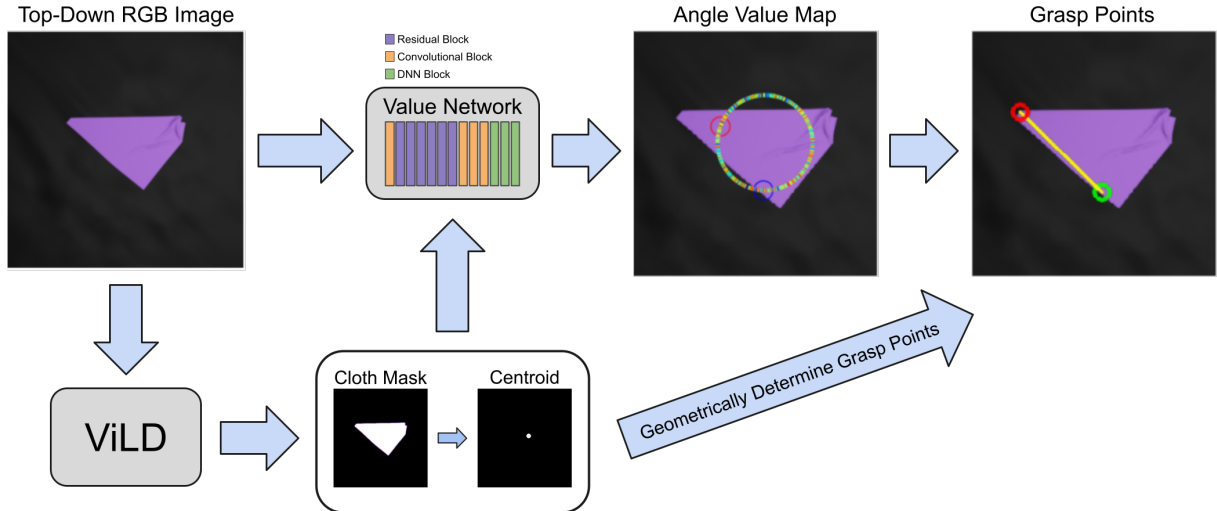 Top-Down RGB Image
Residual Block
Convolutional Block
DNN Block
Value Network
Angle Value Map
Grasp Points
ViLD
Cloth Mask
Centroid
Geometrically Determine Grasp Points